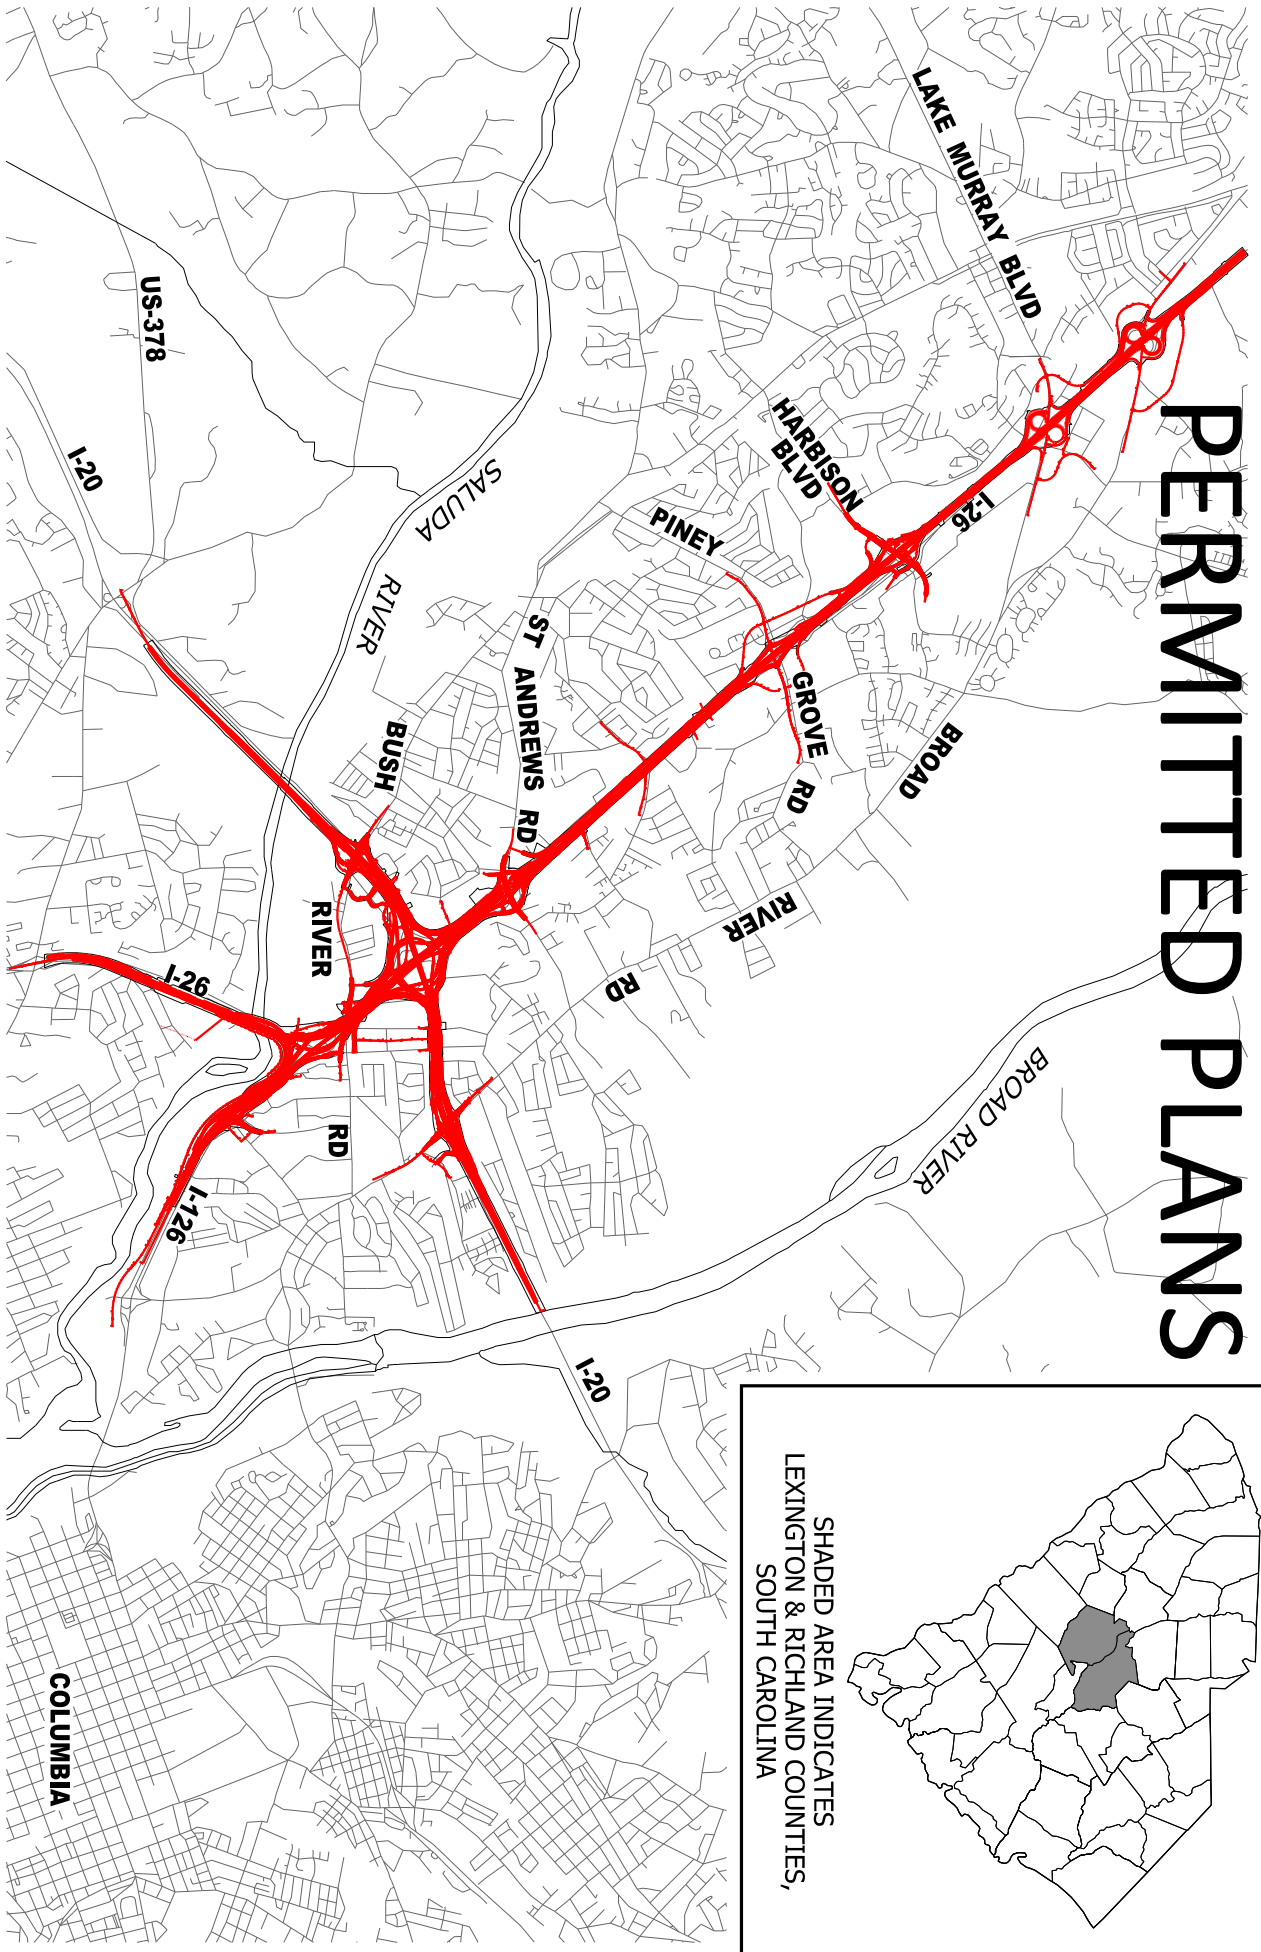 PERMITTED PLANS
LAKE MURRAY BLVD
I-26
HARBISON
BLVD
PINEY GROVE RD
BROAD RIVER RD
BROAD RIVER
ST ANDREWS RD
SALUDA RIVER
US-378
I-20
BUSH RIVER RD
I-26
I-126
I-20
COLUMBIA
SHADED AREA INDICATES
LEXINGTON & RICHLAND COUNTIES,
SOUTH CAROLINA